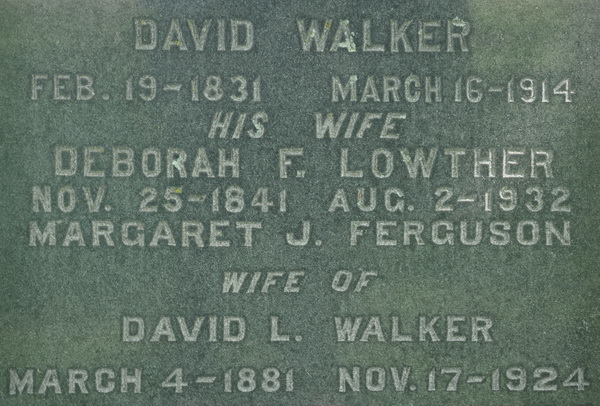 DAVID WALKER
FEB. 19-1831 MARCH 16-1914
HIS WIFE
DEBORAH F. LOWTHER
NOV. 25-1841 AUG. 2-1932
MARGARET J. FERGUSON
WIFE OF
DAVID L. WALKER
MARCH 4-1881 NOV. 17-1924